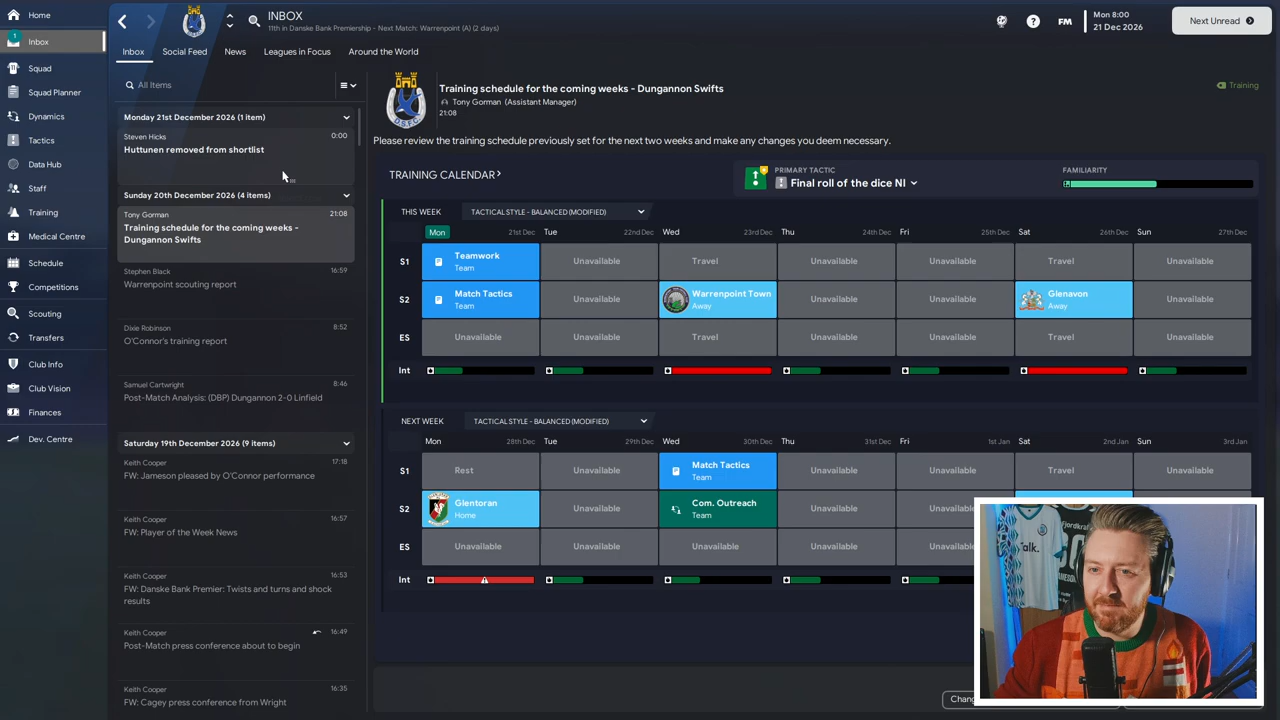 Home
INBOX
11th in Danske Bank Premiership - Next Match: Warrenpoint (A) (2 days)
FM
Mon 8:00
21 Dec 2026
Next Unread
1
Inbox
Squad
Squad Planner
Dynamics
Tactics
Data Hub
Staff
Training
Medical Centre
Schedule
Competitions
Scouting
Transfers
Club Info
Club Vision
Finances
Dev. Centre
Inbox
Social Feed
News
Leagues in Focus
Around the World
All Items
Monday 21st December 2026 (1 item)
Steven Hicks 0:00
Huttunen removed from shortlist
Sunday 20th December 2026 (4 items)
Tony Gorman 21:08
Training schedule for the coming weeks -
Dungannon Swifts
Stephen Black 16:59
Warrenpoint scouting report
Dixie Robinson 8:52
O'Connor's training report
Samuel Cartwright 8:46
Post-Match Analysis: (DBP) Dungannon 2-0 Linfield
Saturday 19th December 2026 (9 items)
Keith Cooper 17:18
FW: Jameson pleased by O'Connor performance
Keith Cooper 16:57
FW: Player of the Week News
Keith Cooper 16:53
FW: Danske Bank Premier: Twists and turns and shock
results
Keith Cooper 16:49
Post-Match press conference about to begin
Keith Cooper 16:35
FW: Cagey press conference from Wright
Training schedule for the coming weeks - Dungannon Swifts
Tony Gorman (Assistant Manager)
21:08
Training
Please review the training schedule previously set for the next two weeks and make any changes you deem necessary.
TRAINING CALENDAR
PRIMARY TACTIC
Final roll of the dice NI
FAMILIARITY
THIS WEEK TACTICAL STYLE - BALANCED (MODIFIED)
Mon 21st Dec Tue 22nd Dec Wed 23rd Dec Thu 24th Dec Fri 25th Dec Sat 26th Dec Sun 27th Dec
S1 Teamwork Team Unavailable Travel Unavailable Unavailable Travel Unavailable
S2 Match Tactics Team Unavailable Warrenpoint Town Away Unavailable Unavailable Glenavon Away Unavailable
ES Unavailable Unavailable Travel Unavailable Unavailable Travel Unavailable
Int
NEXT WEEK TACTICAL STYLE - BALANCED (MODIFIED)
Mon 28th Dec Tue 29th Dec Wed 30th Dec Thu 31st Dec Fri 1st Jan Sat 2nd Jan Sun 3rd Jan
S1 Rest Unavailable Match Tactics Team Unavailable Unavailable Travel Unavailable
S2 Glentoran Home Unavailable Com. Outreach Team Unavailable
ES Unavailable Unavailable Unavailable Unavailable
Int